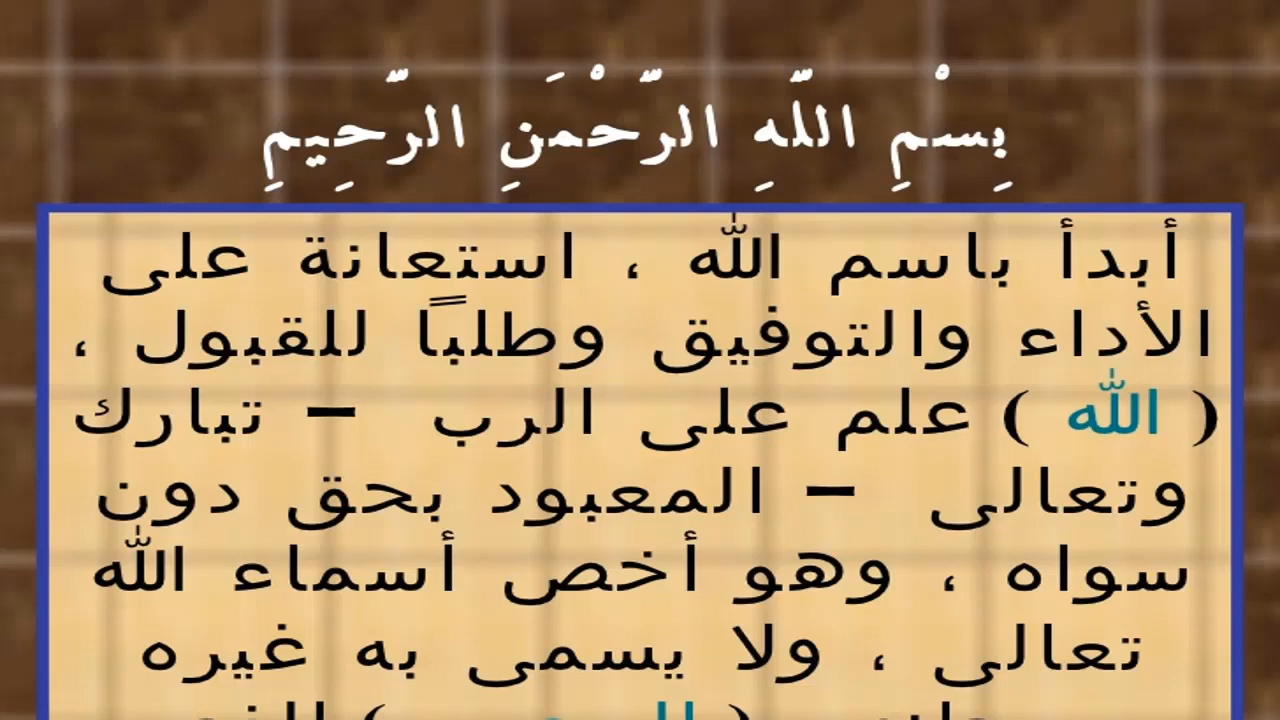 بِسْمِ اللَّهِ الرَّحْمَنِ الرَّحِيمِ
أبدأ باسم الله ، استعانة على
الأداء والتوفيق وطلبًا للقبول ،
( الله ) علم على الرب – تبارك
وتعالى – المعبود بحق دون
سواه ، وهو أخص أسماء الله
تعالى ، ولا يسمى به غيره